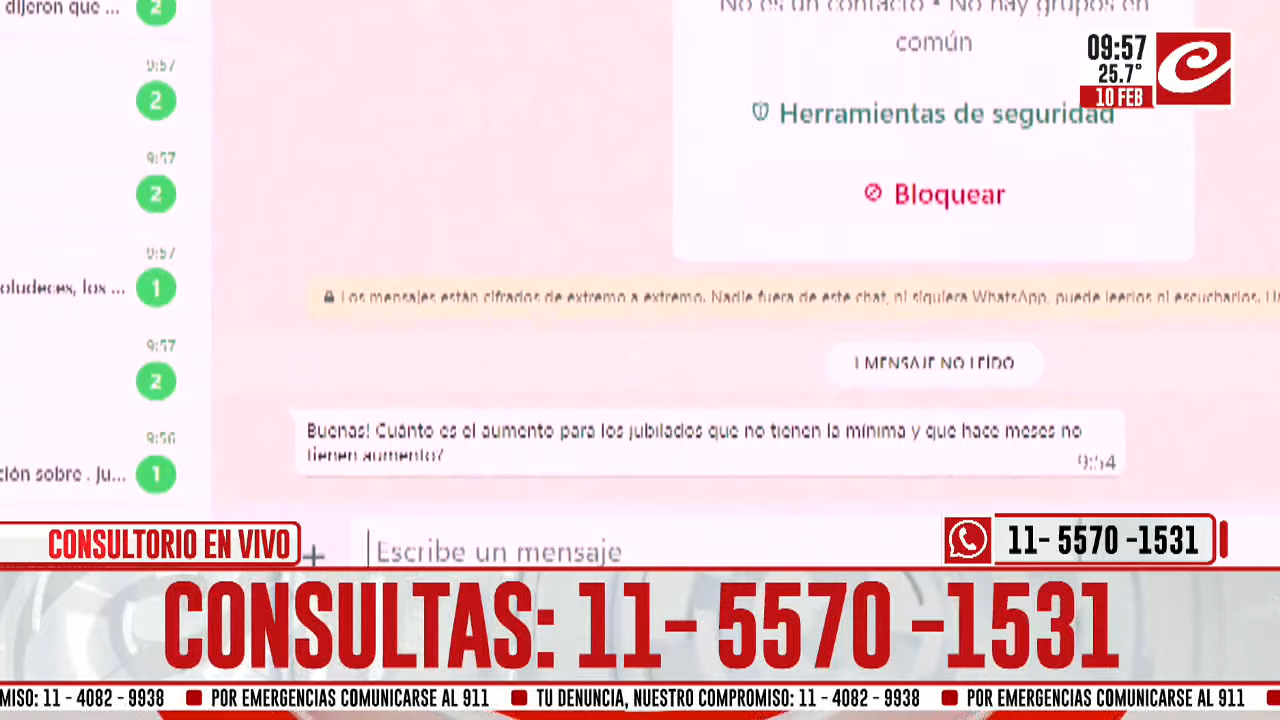 dijeron que ...
2
No es un contacto • No hay grupos en
común
09:57
25.7°
10 FEB
9:57
2
Herramientas de seguridad
9:57
2
Bloquear
9:57
oludeces, los ...
1
Los mensajes están cifrados de extremo a extremo. Nadie fuera de este chat, ni siquiera WhatsApp, puede leerlos ni escucharlos.
9:57
2
1 MENSAJE NO LEÍDO
Buenas! Cuánto es el aumento para los jubilados que no tienen la mínima y que hace meses no
tienen aumento?
9:54
9:56
ción sobre . Ju...
1
CONSULTORIO EN VIVO
+
Escribe un mensaje
11- 5570 -1531
CONSULTAS: 11- 5570 -1531
MISO: 11 - 4082 - 9938 POR EMERGENCIAS COMUNICARSE AL 911 TU DENUNCIA, NUESTRO COMPROMISO: 11 - 4082 - 9938 POR EMERGENCIAS COMUNICARSE AL 911